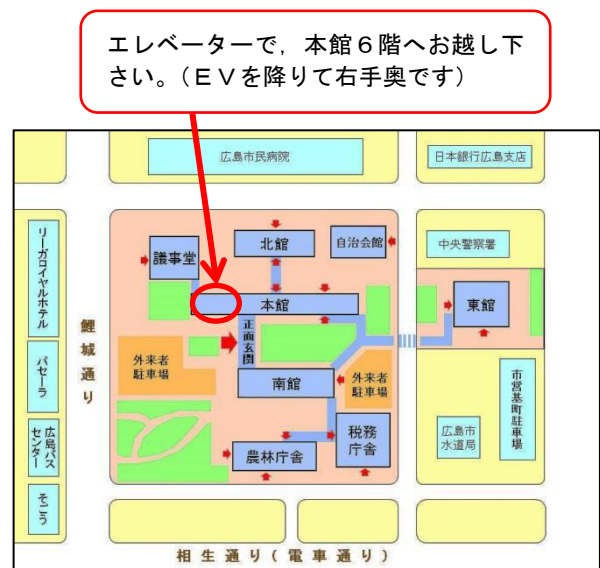 エレベーターで，本館６階へお越し下
さい。（ＥＶを降りて右手奥です）
広島市民病院
日本銀行広島支店
リーガロイヤルホテル
議事堂
北館
自治会館
中央警察署
本館
東館
鯉城通り
正面玄関
外来者
駐車場
パセーラ
南館
外来者
駐車場
市営基町駐車場
広島バス
センター
農林庁舎
税務
庁舎
広島市
水道局
そごう
相生通り(電車通り)